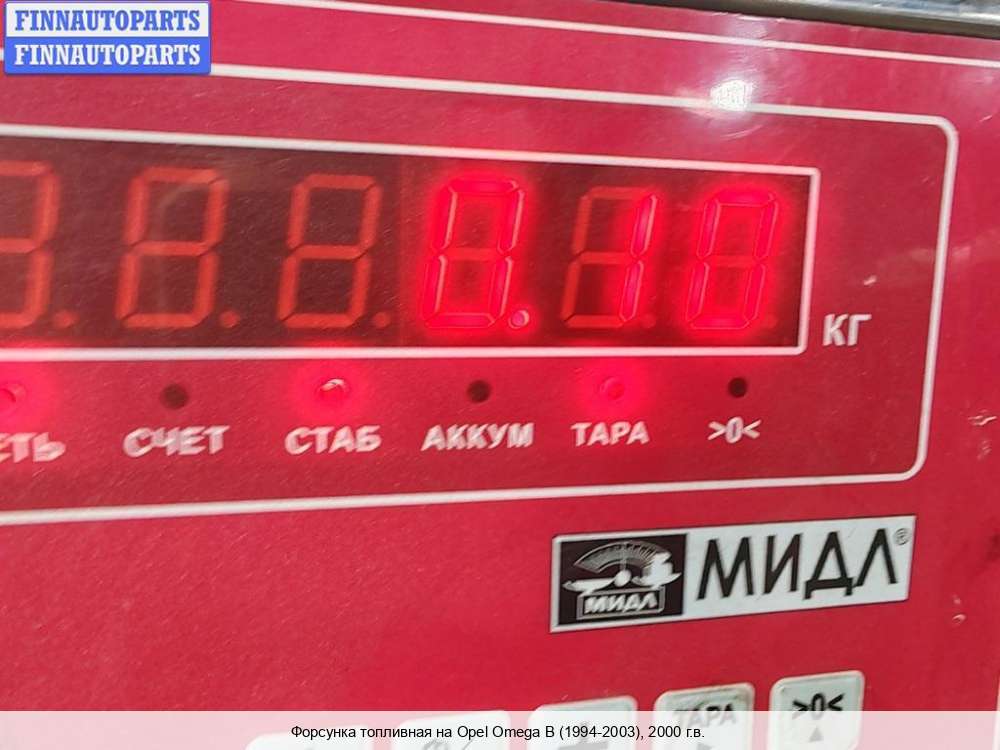 FINNAUTOPARTS
FINNAUTOPARTS
0.10
КГ
СЧЕТ СТАБ АККУМ ТАРА >0<
МИДЛ
МИДЛ®
ТАРА >0<
Форсунка топливная на Opel Omega B (1994-2003), 2000 г.в.